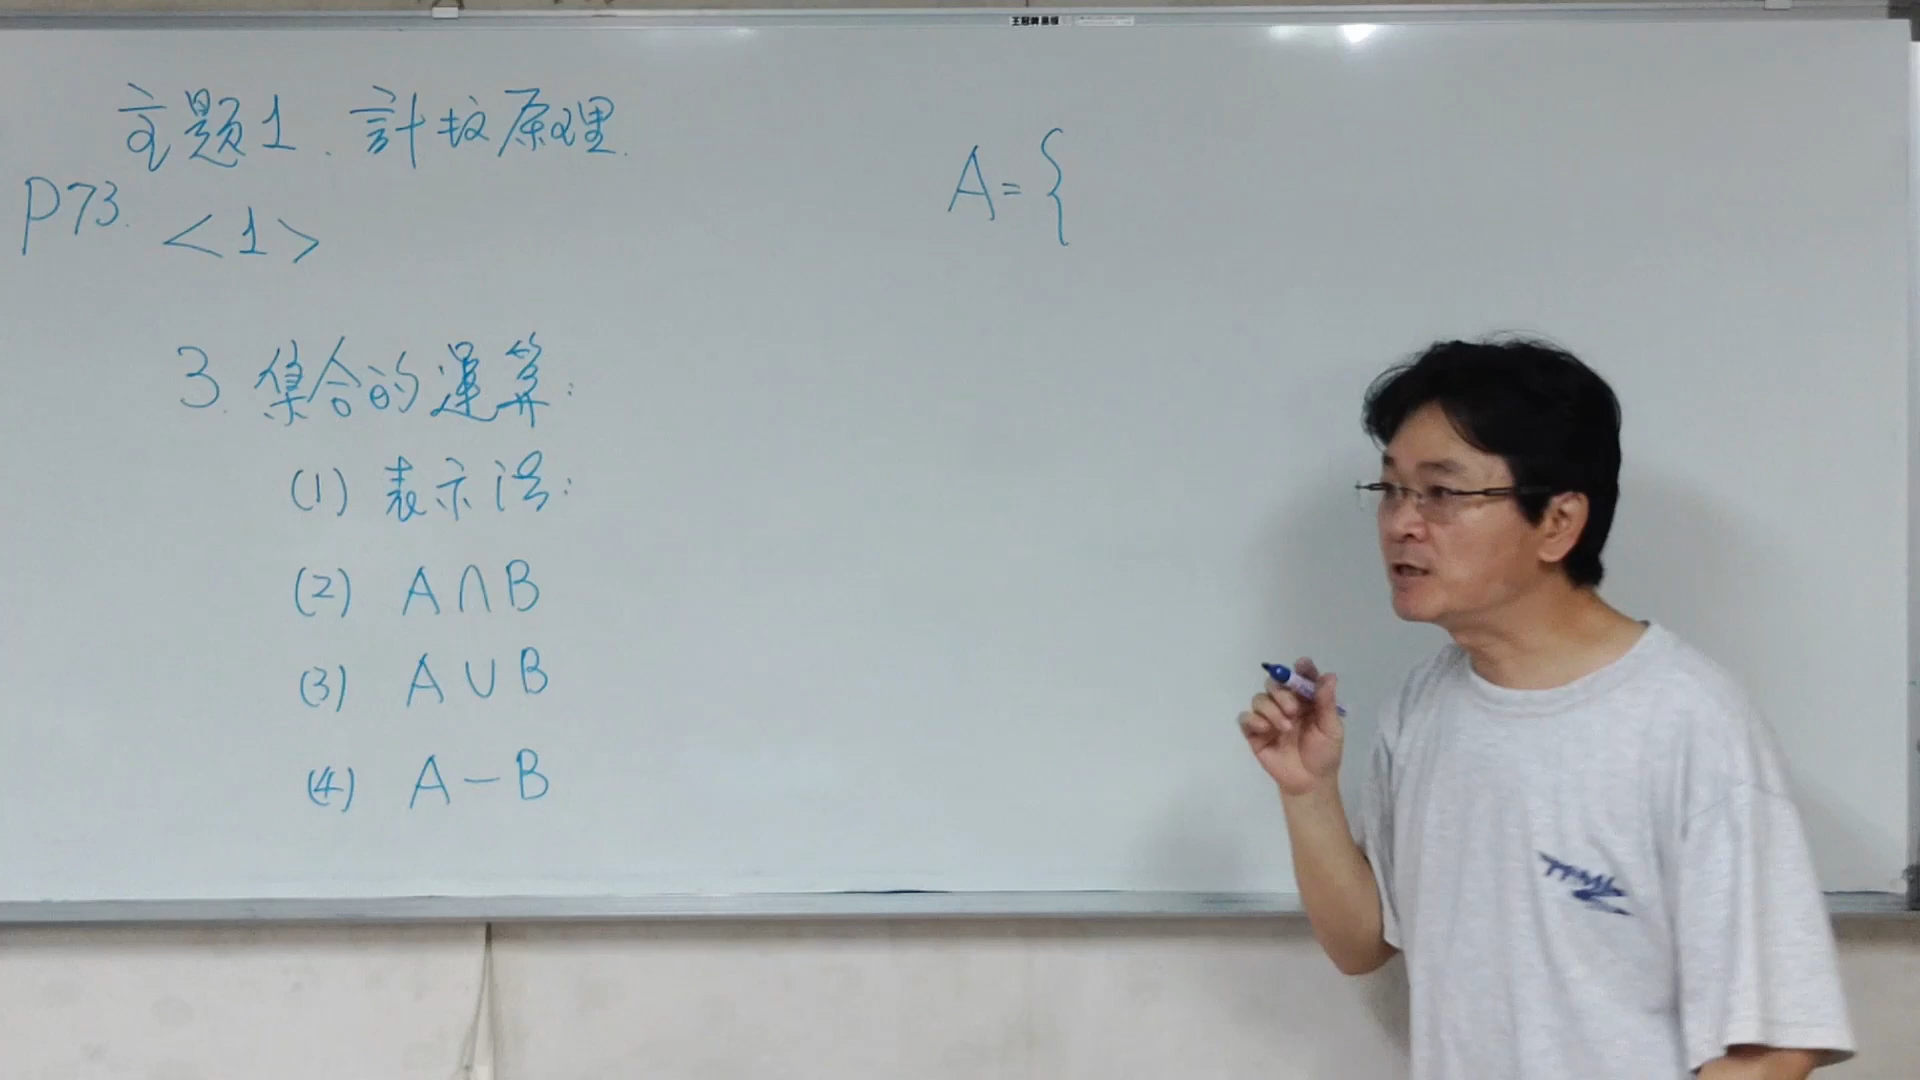 主題1. 計數原理.
P73. <1>
3. 集合的運算:
(1) 表示法:
(2) A∩B
(3) A∪B
(4) A-B
A={